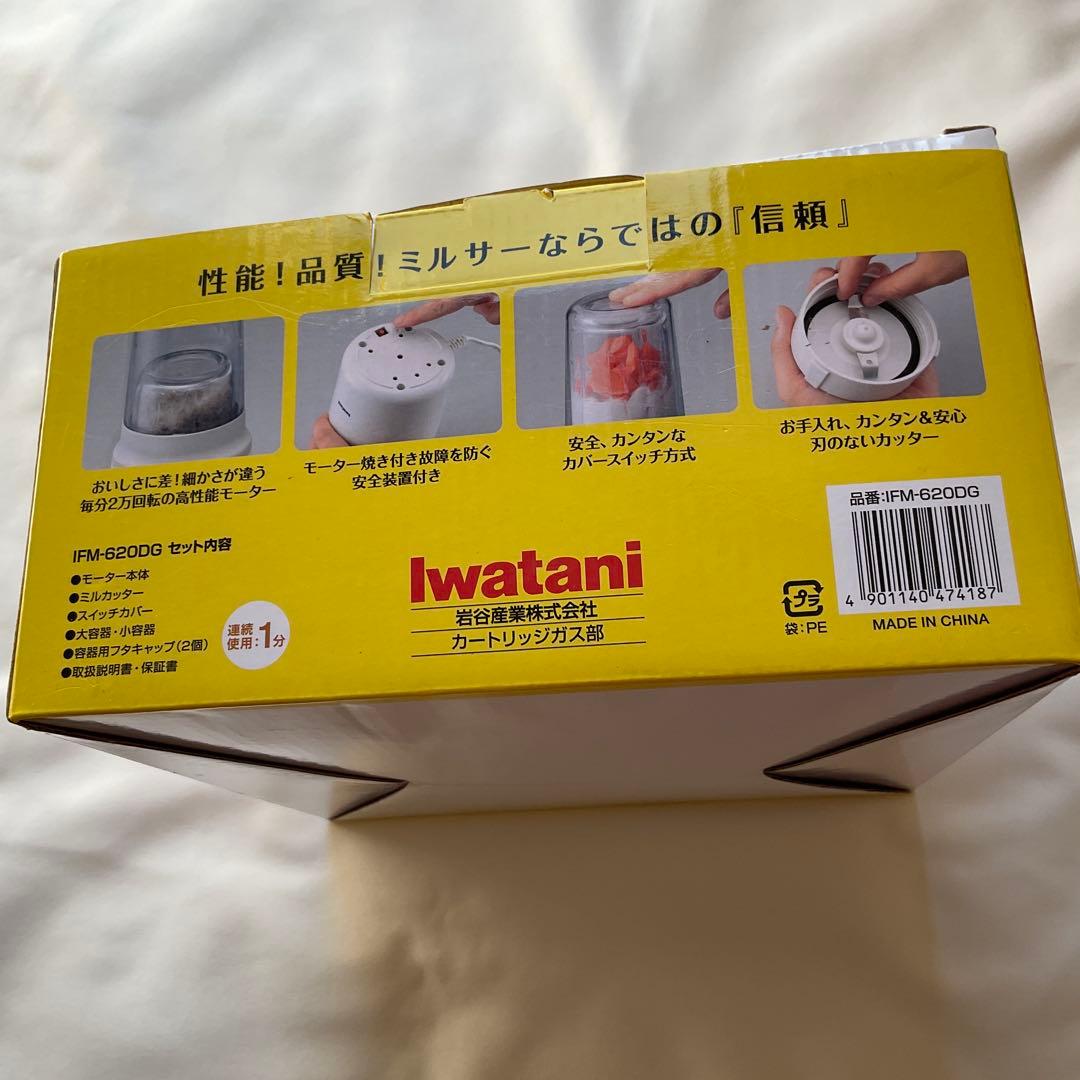 性能!品質!ミルサーならではの『信頼』
おいしさに差!細かさが違う
毎分2万回転の高性能モーター
モーター焼き付き故障を防ぐ
安全装置付き
安全、カンタンな
カバースイッチ方式
お手入れ、カンタン&安心
刃のないカッター
IFM-620DG セット内容
●モーター本体
●ミルカッター
●スイッチカバー
●大容器・小容器
●容器用フタキャップ(2個)
●取扱説明書・保証書
連続
使用:1分
Iwatani
岩谷産業株式会社
カートリッジガス部
プラ
袋:PE
品番:IFM-620DG
4 901140 474187
MADE IN CHINA